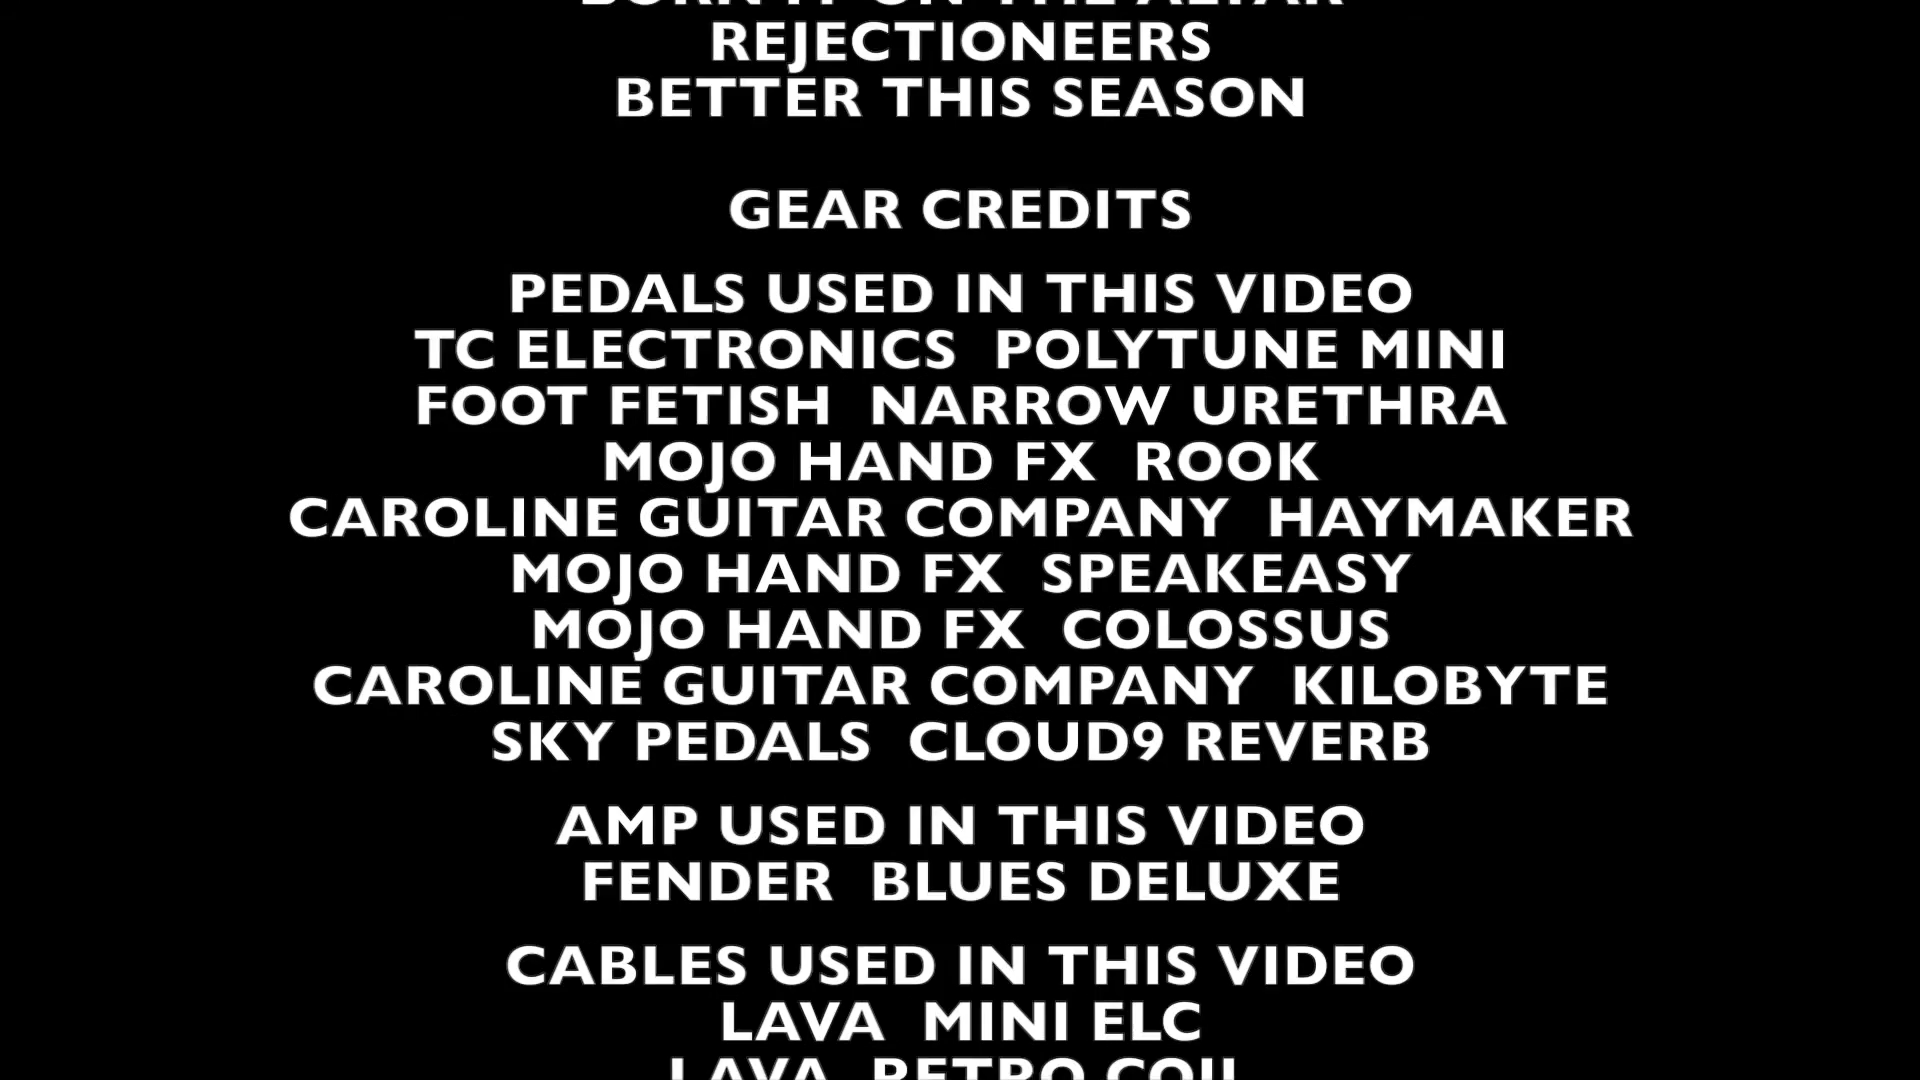 REJECTIONEERS
BETTER THIS SEASON
GEAR CREDITS
PEDALS USED IN THIS VIDEO
TC ELECTRONICS POLYTUNE MINI
FOOT FETISH NARROW URETHRA
MOJO HAND FX ROOK
CAROLINE GUITAR COMPANY HAYMAKER
MOJO HAND FX SPEAKEASY
MOJO HAND FX COLOSSUS
CAROLINE GUITAR COMPANY KILOBYTE
SKY PEDALS CLOUD9 REVERB
AMP USED IN THIS VIDEO
FENDER BLUES DELUXE
CABLES USED IN THIS VIDEO
LAVA MINI ELC
LAVA RETRO COIL